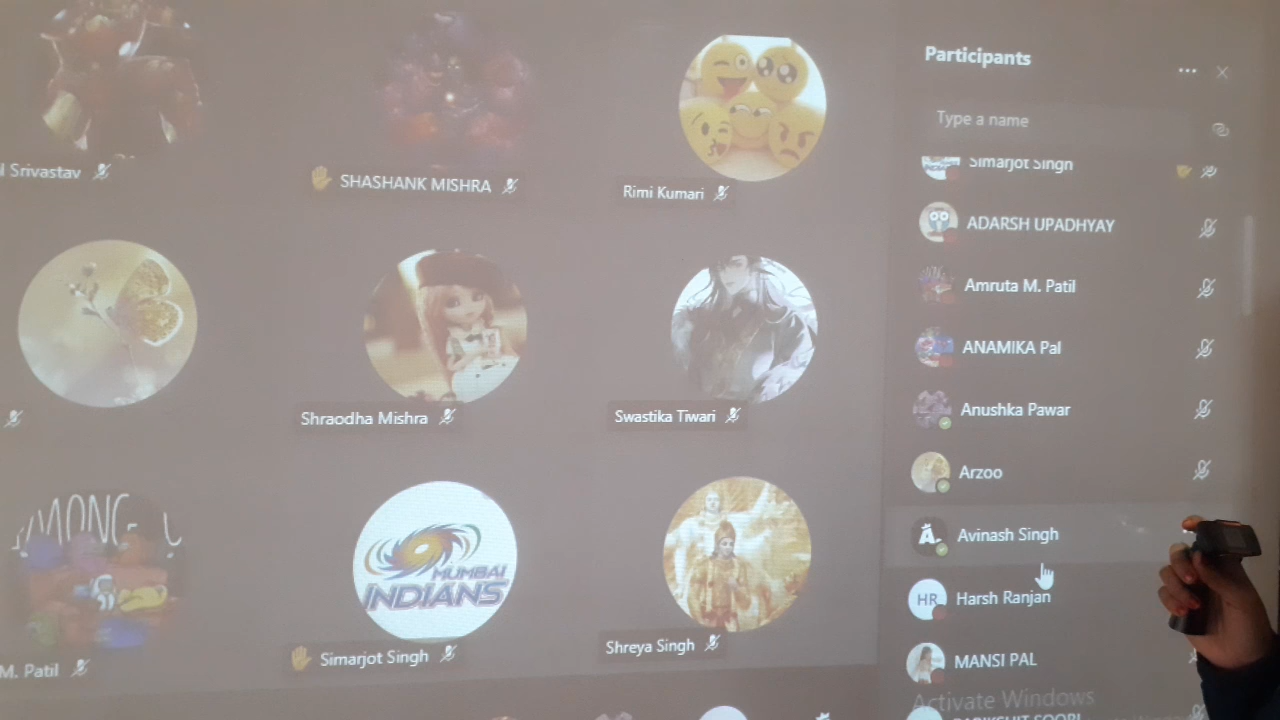 l Srivastav
SHASHANK MISHRA
Rimi Kumari
Shraodha Mishra
Swastika Tiwari
MONG U
MUMBAI
INDIANS
M. Patil
Simarjot Singh
Shreya Singh
Participants
Type a name
Simarjot Singh
ADARSH UPADHYAY
Amruta M. Patil
ANAMIKA Pal
Anushka Pawar
Arzoo
A.
Avinash Singh
HR
Harsh Ranjan
MANSI PAL
Activate Windows